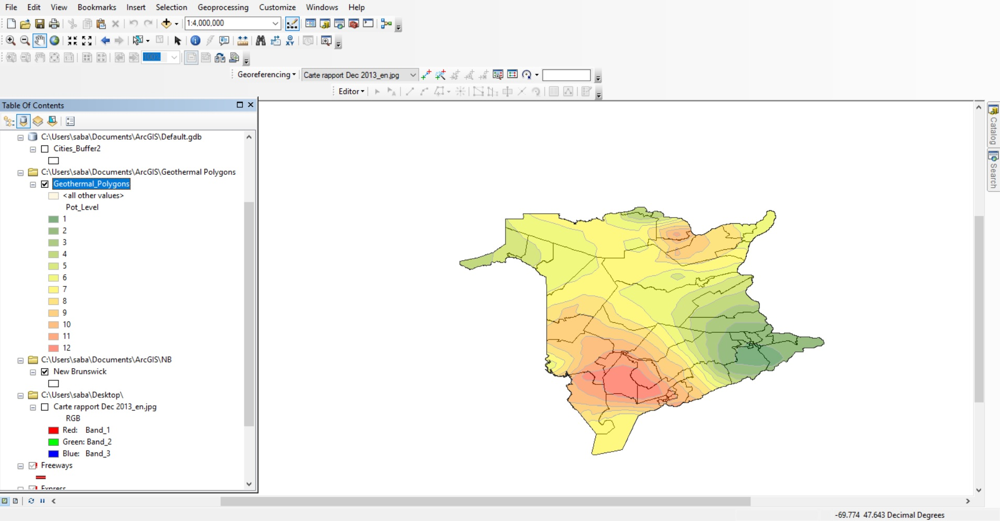 File Edit View Bookmarks Insert Selection Geoprocessing Customize Windows Help
1:4,000,000
XY
1:1
100%
Georeferencing Carte rapport Dec 2013_en.jpg
Editor
Table Of Contents
C:\Users\saba\Documents\ArcGIS\Default.gdb
Cities_Buffer2
C:\Users\saba\Documents\ArcGIS\Geothermal Polygons
Geothermal_Polygons
<all other values>
Pot_Level
1
2
3
4
5
6
7
8
9
10
11
12
C:\Users\saba\Documents\ArcGIS\NB
New Brunswick
C:\Users\saba\Desktop\
Carte rapport Dec 2013_en.jpg
RGB
Red: Band_1
Green: Band_2
Blue: Band_3
Freeways
Express
Catalog
Search
-69.774 47.643 Decimal Degrees